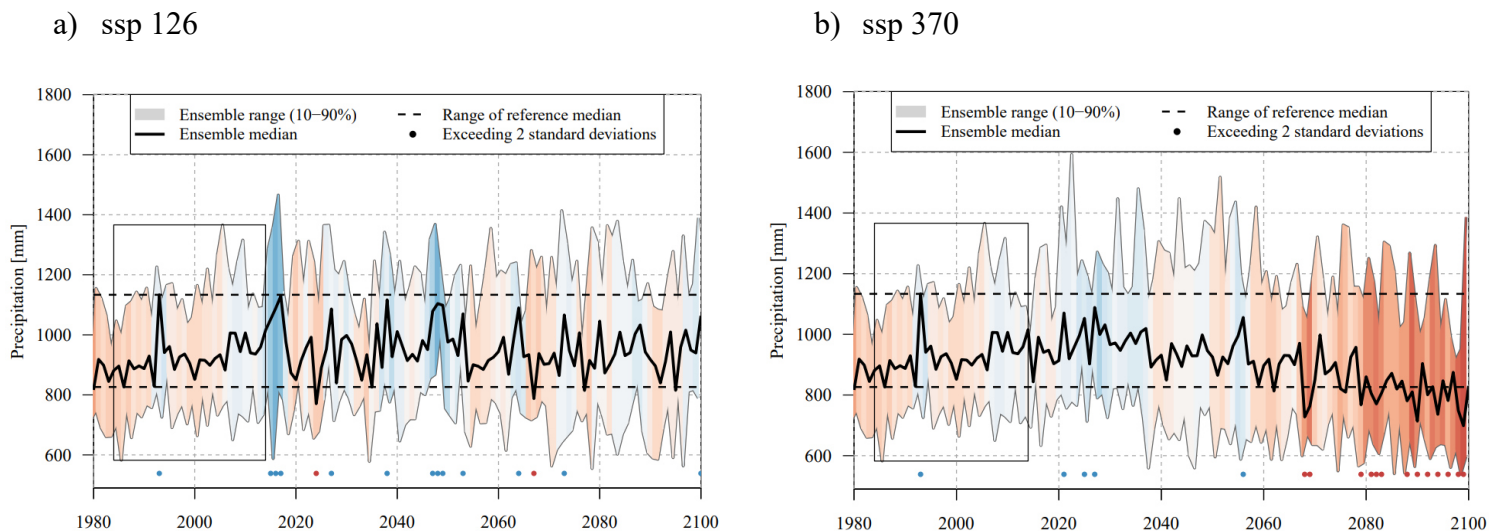 a) ssp 126
1800
1600
1400
1200
1000
800
600
Precipitation [mm]
Ensemble range (10−90%)
Ensemble median
Range of reference median
Exceeding 2 standard deviations
1980 2000 2020 2040 2060 2080 2100
b) ssp 370
1800
1600
1400
1200
1000
800
600
Precipitation [mm]
Ensemble range (10−90%)
Ensemble median
Range of reference median
Exceeding 2 standard deviations
1980 2000 2020 2040 2060 2080 2100